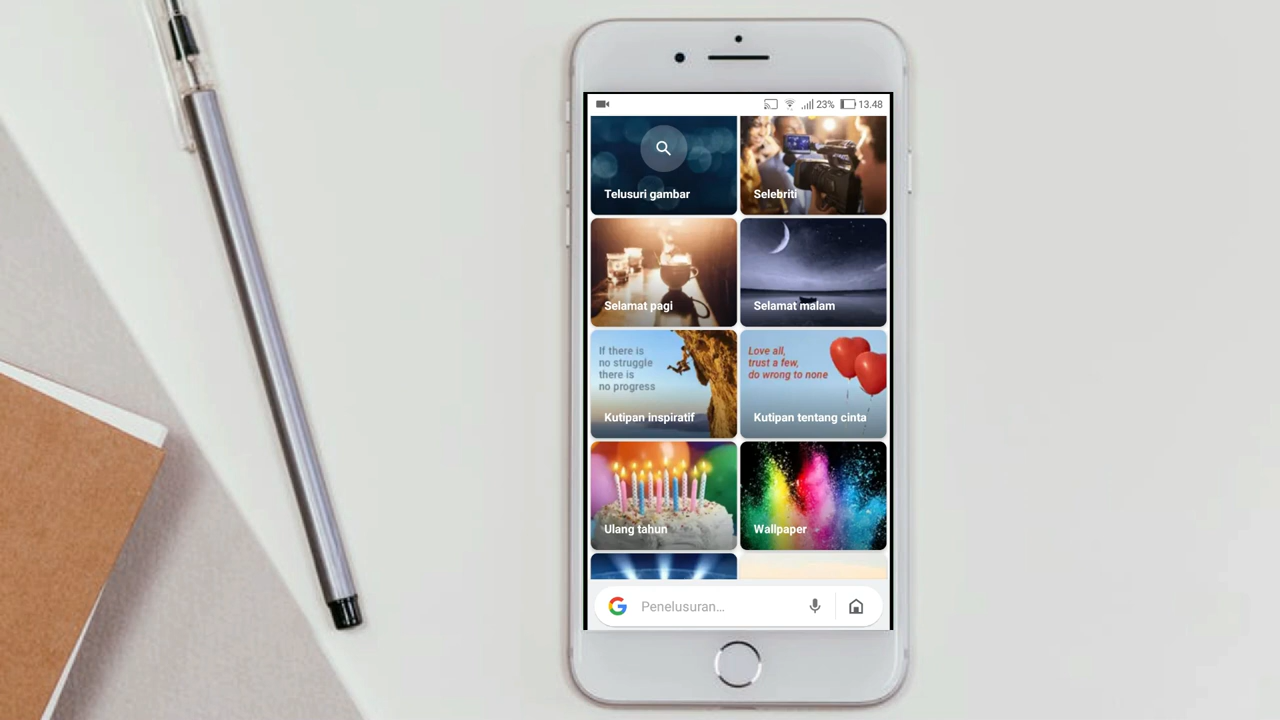 23% 13.48
Telusuri gambar
Selebriti
Selamat pagi
Selamat malam
If there is
no struggle
there is
no progress
Kutipan inspiratif
Love all,
trust a few,
do wrong to none
Kutipan tentang cinta
Ulang tahun
Wallpaper
G Penelusuran...